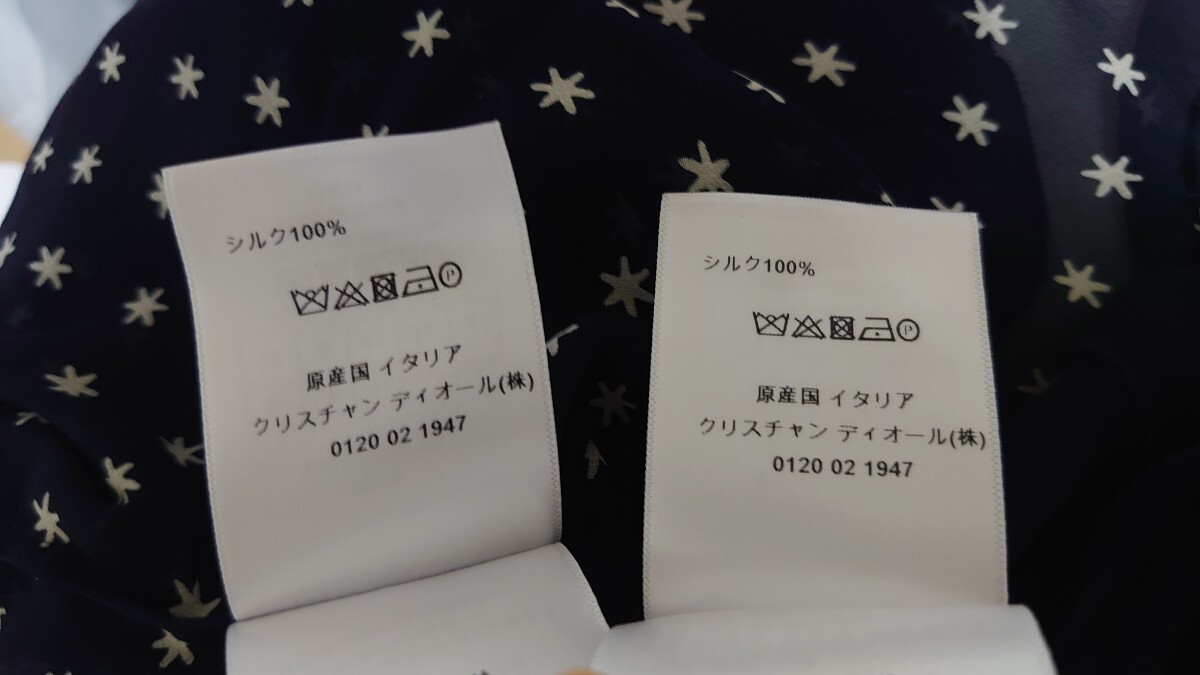 シルク100%
P
原産国 イタリア
クリスチャン ディオール(株)
0120 02 1947
シルク100%
P
原産国 イタリア
クリスチャン ディオール(株)
0120 02 1947